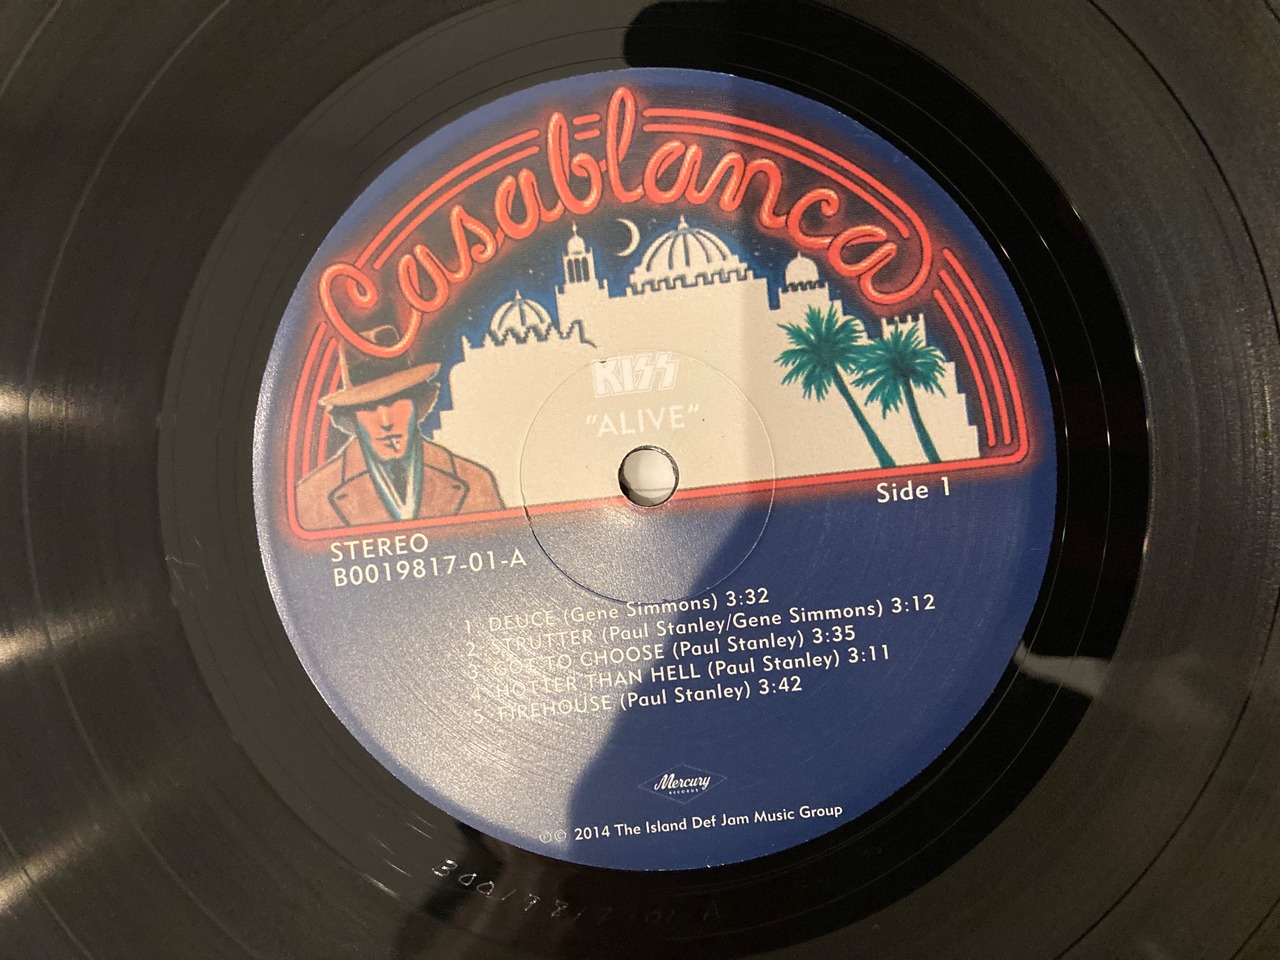 Casablanca
KISS
"ALIVE"
Side 1
STEREO
B0019817-01-A
1 DEUCE (Gene Simmons) 3:32
2 STRUTTER (Paul Stanley/Gene Simmons) 3:12
3 GOT TO CHOOSE (Paul Stanley) 3:35
4 HOTTER THAN HELL (Paul Stanley) 3:11
5 FIREHOUSE (Paul Stanley) 3:42
Mercury
RECORDS
℗© 2014 The Island Def Jam Music Group